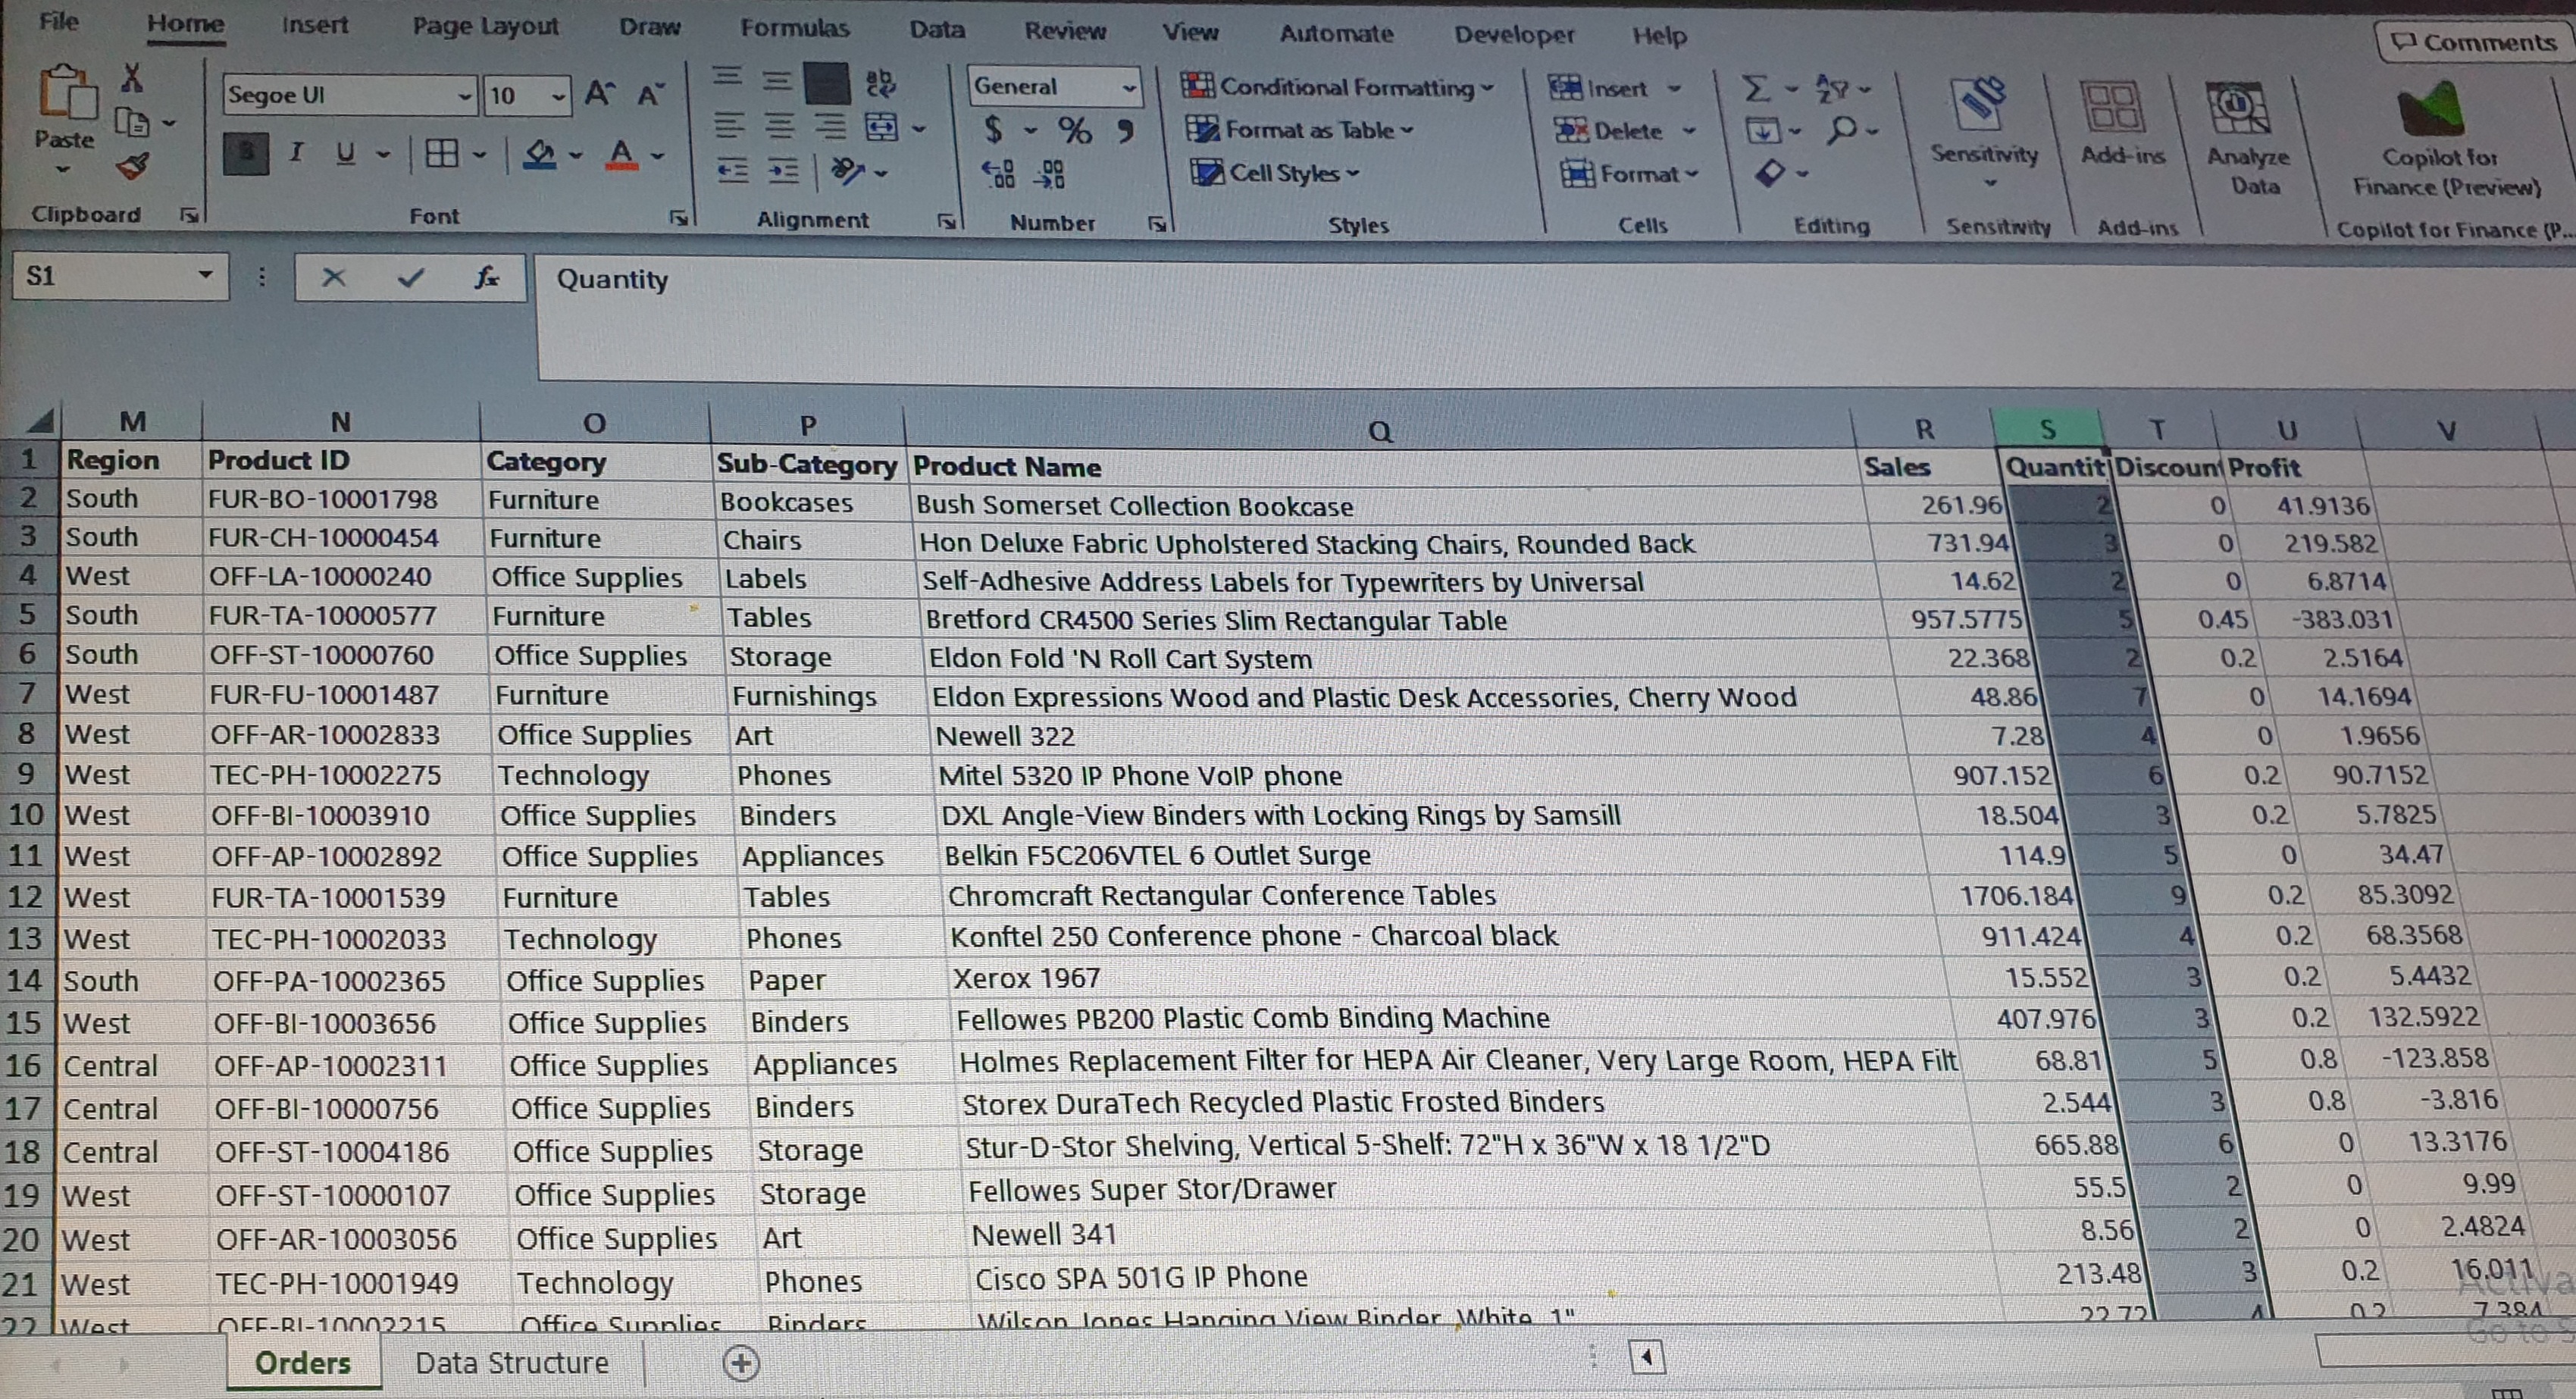 File Home Insert Page Layout Draw Formulas Data Review View Automate Developer Help Comments
Paste
Clipboard
Segoe UI 10
Font
Alignment
General
Number
Conditional Formatting
Format as Table
Cell Styles
Styles
Insert
Delete
Format
Cells
Editing
Sensitivity
Sensitivity
Add-ins
Add-ins
Analyze
Data
Copilot for
Finance (Preview)
Copilot for Finance (P...
S1 fx Quantity
M N O P Q R S T U V
1 Region Product ID Category Sub-Category Product Name Sales Quantit Discoun Profit
2 South FUR-BO-10001798 Furniture Bookcases Bush Somerset Collection Bookcase 261.96 2 0 41.9136
3 South FUR-CH-10000454 Furniture Chairs Hon Deluxe Fabric Upholstered Stacking Chairs, Rounded Back 731.94 3 0 219.582
4 West OFF-LA-10000240 Office Supplies Labels Self-Adhesive Address Labels for Typewriters by Universal 14.62 2 0 6.8714
5 South FUR-TA-10000577 Furniture Tables Bretford CR4500 Series Slim Rectangular Table 957.5775 5 0.45 -383.031
6 South OFF-ST-10000760 Office Supplies Storage Eldon Fold 'N Roll Cart System 22.368 2 0.2 2.5164
7 West FUR-FU-10001487 Furniture Furnishings Eldon Expressions Wood and Plastic Desk Accessories, Cherry Wood 48.86 7 0 14.1694
8 West OFF-AR-10002833 Office Supplies Art Newell 322 7.28 4 0 1.9656
9 West TEC-PH-10002275 Technology Phones Mitel 5320 IP Phone VoIP phone 907.152 6 0.2 90.7152
10 West OFF-BI-10003910 Office Supplies Binders DXL Angle-View Binders with Locking Rings by Samsill 18.504 3 0.2 5.7825
11 West OFF-AP-10002892 Office Supplies Appliances Belkin F5C206VTEL 6 Outlet Surge 114.9 5 0 34.47
12 West FUR-TA-10001539 Furniture Tables Chromcraft Rectangular Conference Tables 1706.184 9 0.2 85.3092
13 West TEC-PH-10002033 Technology Phones Konftel 250 Conference phone - Charcoal black 911.424 4 0.2 68.3568
14 South OFF-PA-10002365 Office Supplies Paper Xerox 1967 15.552 3 0.2 5.4432
15 West OFF-BI-10003656 Office Supplies Binders Fellowes PB200 Plastic Comb Binding Machine 407.976 3 0.2 132.5922
16 Central OFF-AP-10002311 Office Supplies Appliances Holmes Replacement Filter for HEPA Air Cleaner, Very Large Room, HEPA Filt 68.81 5 0.8 -123.858
17 Central OFF-BI-10000756 Office Supplies Binders Storex DuraTech Recycled Plastic Frosted Binders 2.544 3 0.8 -3.816
18 Central OFF-ST-10004186 Office Supplies Storage Stur-D-Stor Shelving, Vertical 5-Shelf: 72"H x 36"W x 18 1/2"D 665.88 6 0 13.3176
19 West OFF-ST-10000107 Office Supplies Storage Fellowes Super Stor/Drawer 55.5 2 0 9.99
20 West OFF-AR-10003056 Office Supplies Art Newell 341 8.56 2 0 2.4824
21 West TEC-PH-10001949 Technology Phones Cisco SPA 501G IP Phone 213.48 3 0.2 16.011
22 West OFF-BI-10002215 Office Supplies Binders Wilson Jones Hanging View Binder, White, 1" 22.72 4 0.2 7.384
Activa
Go to S
Orders Data Structure